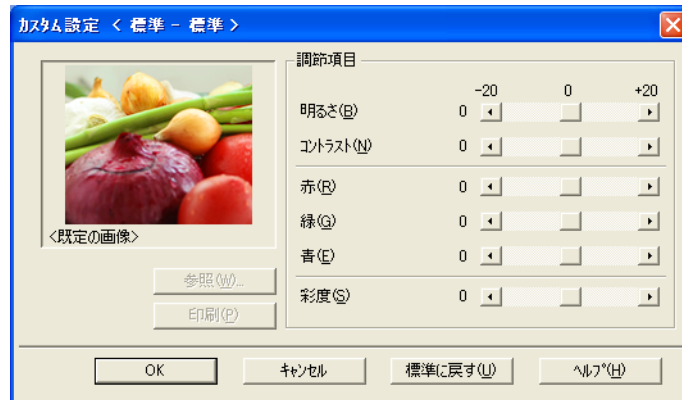 カスタム設定 < 標準 - 標準 >
調節項目
-20 0 +20
明るさ(B) 0
コントラスト(N) 0
赤(R) 0
緑(G) 0
青(E) 0
彩度(S) 0
<既定の画像>
参照(W)...
印刷(P)
OK キャンセル 標準に戻す(U) ヘルプ(H)